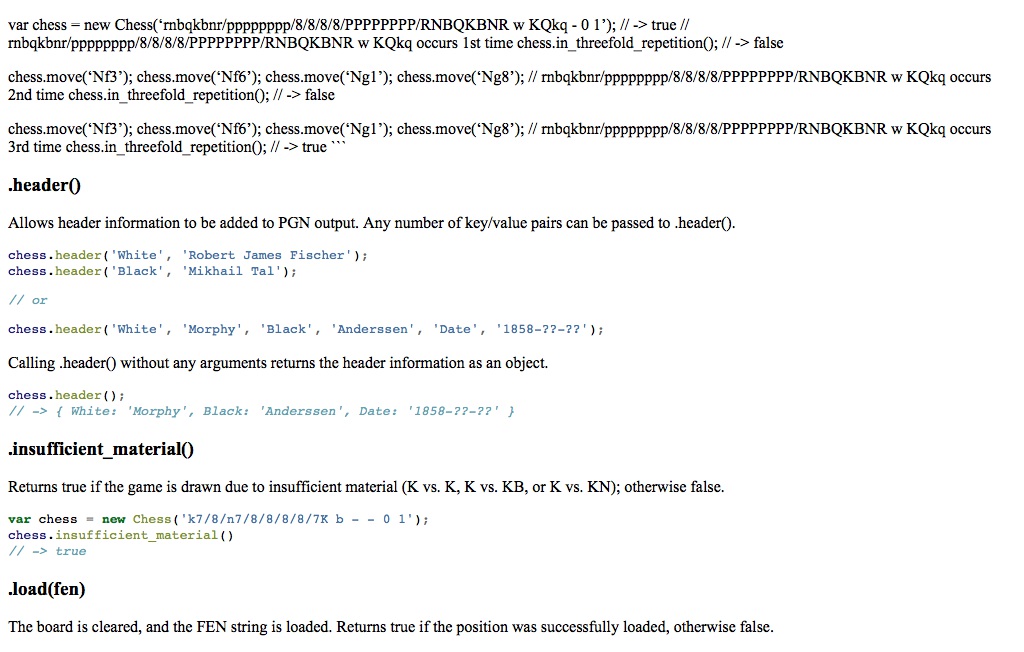 var chess = new Chess(‘rnbqkbnr/pppppppp/8/8/8/8/PPPPPPPP/RNBQKBNR w KQkq - 0 1’); // -> true //
rnbqkbnr/pppppppp/8/8/8/8/PPPPPPPP/RNBQKBNR w KQkq occurs 1st time chess.in_threefold_repetition(); // -> false
chess.move(‘Nf3’); chess.move(‘Nf6’); chess.move(‘Ng1’); chess.move(‘Ng8’); // rnbqkbnr/pppppppp/8/8/8/8/PPPPPPPP/RNBQKBNR w KQkq occurs
2nd time chess.in_threefold_repetition(); // -> false
chess.move(‘Nf3’); chess.move(‘Nf6’); chess.move(‘Ng1’); chess.move(‘Ng8’); // rnbqkbnr/pppppppp/8/8/8/8/PPPPPPPP/RNBQKBNR w KQkq occurs
3rd time chess.in_threefold_repetition(); // -> true ```
.header()
Allows header information to be added to PGN output. Any number of key/value pairs can be passed to .header().
chess.header('White', 'Robert James Fischer');
chess.header('Black', 'Mikhail Tal');
// or
chess.header('White', 'Morphy', 'Black', 'Anderssen', 'Date', '1858-??-??');
Calling .header() without any arguments returns the header information as an object.
chess.header();
// -> { White: 'Morphy', Black: 'Anderssen', Date: '1858-??-??' }
.insufficient_material()
Returns true if the game is drawn due to insufficient material (K vs. K, K vs. KB, or K vs. KN); otherwise false.
var chess = new Chess('k7/8/n7/8/8/8/8/7K b - - 0 1');
chess.insufficient_material()
// -> true
.load(fen)
The board is cleared, and the FEN string is loaded. Returns true if the position was successfully loaded, otherwise false.